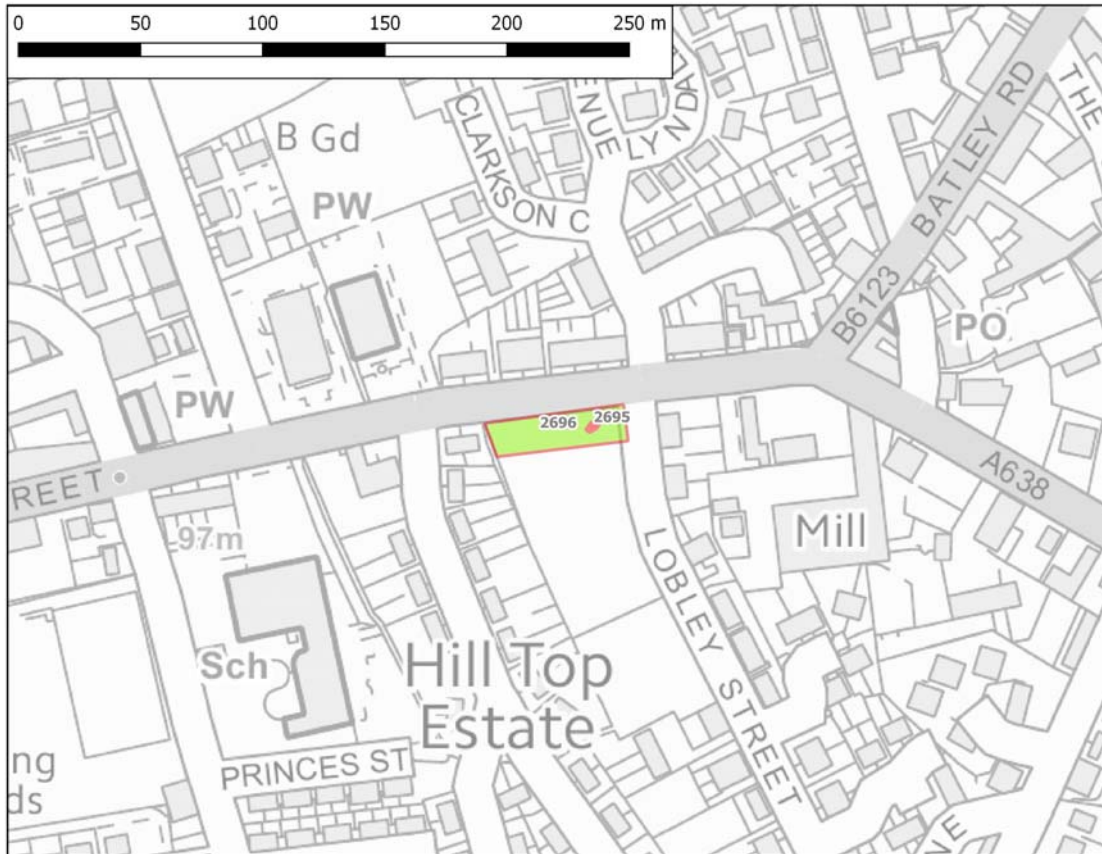 0 50 100 150 200 250 m
B Gd
PW
CLARKSON C
ENUE
LYNDA
BATLEY RD
THE
B6123
PO
PW
2696
2695
REET
A638
97m
Mill
LOBLEY STREET
Sch
Hill Top
Estate
PRINCES ST
ng
ds
NE